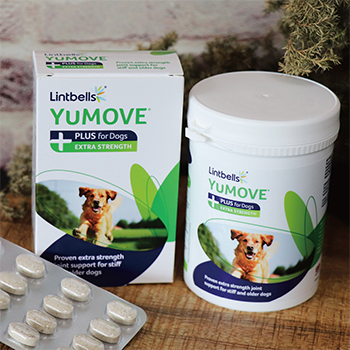 Lintbells
YuMOVE
PLUS for Dogs
EXTRA STRENGTH
Proven extra strength
joint support for stiff
and older dogs
Lintbells
YuMOVE
PLUS for Dogs
EXTRA STRENGTH
Proven extra strength joint
support for stiff and older dogs